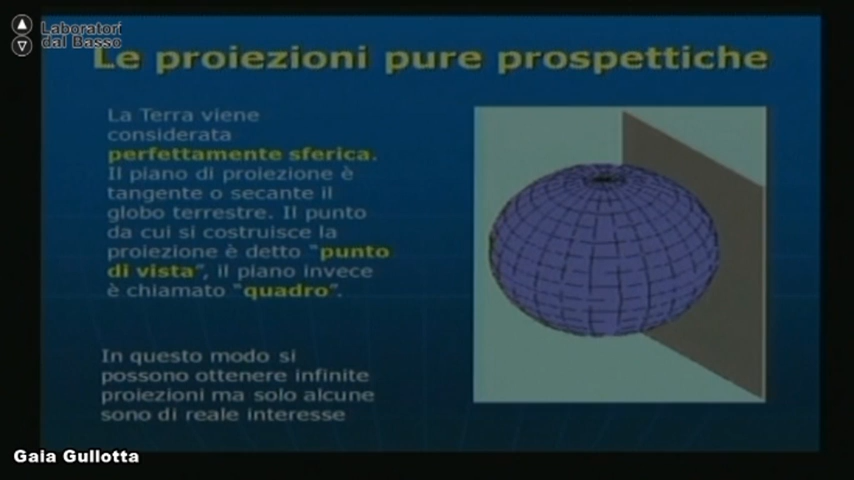 Laboratori
dal Basso
Le proiezioni pure prospettiche
La Terra viene
considerata
perfettamente sferica.
Il piano di proiezione è
tangente o secante il
globo terrestre. Il punto
da cui si costruisce la
proiezione è detto “punto
di vista”, il piano invece
è chiamato “quadro”.
In questo modo si
possono ottenere infinite
proiezioni ma solo alcune
sono di reale interesse
Gaia Gullotta